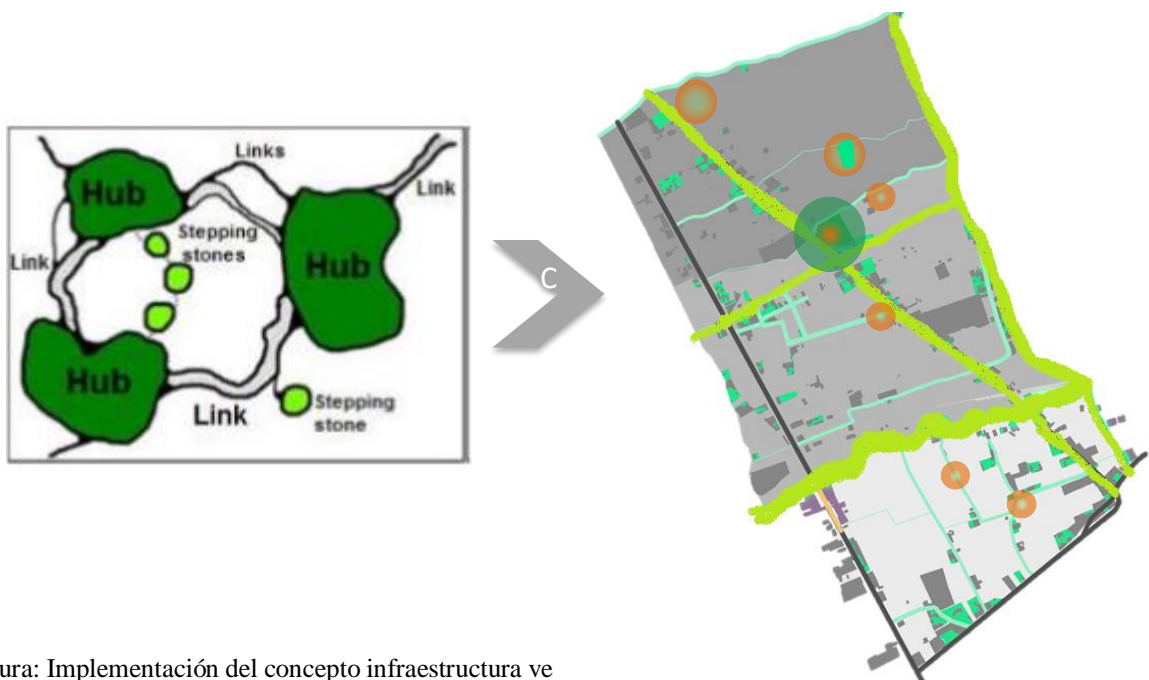 Links
Hub
Link
Stepping
stones
Link
Hub
Hub
Link
Stepping
stone
C
ura: Implementación del concepto infraestructura ve